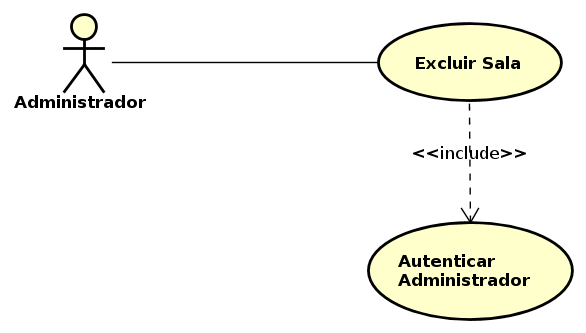 Excluir Sala
Administrador
<<include>>
Autenticar
Administrador